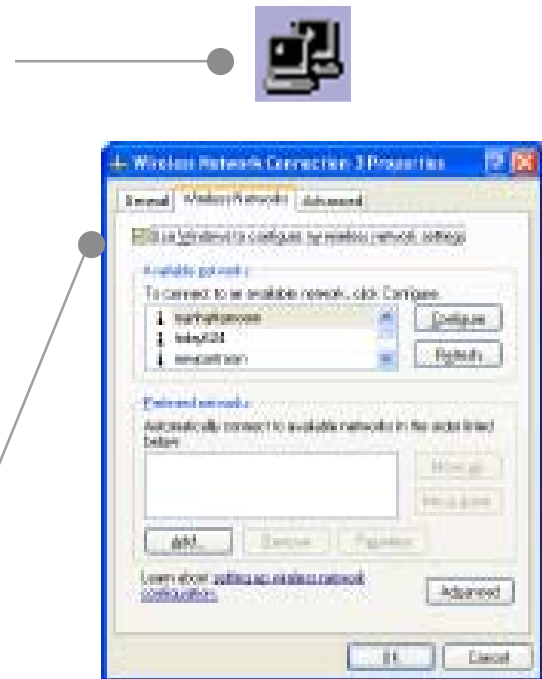 Wireless Network Connection 3 Properties
General Wireless Networks Advanced
Use Windows to configure my wireless network settings
Available networks
To connect to an available network, click Configure.
Configure
Refresh
Preferred networks
Automatically connect to available networks in the order listed
below:
Move up
Move down
Add... Remove Properties
Learn about setting up wireless network
configuration.
Advanced
OK Cancel